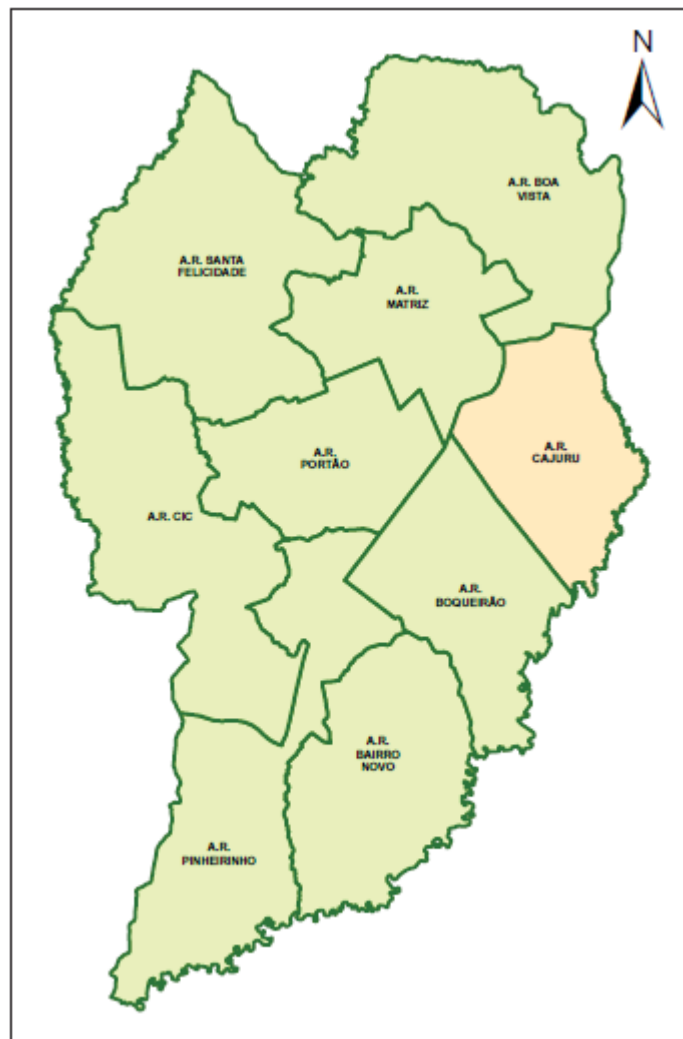 N
A.R. BOA
VISTA
A.R. SANTA
FELICIDADE
A.R.
MATRIZ
A.R.
CAJURU
A.R.
PORTÃO
A.R. CIC
A.R.
BOQUEIRÃO
A.R.
BAIRRO
NOVO
A.R.
PINHEIRINHO